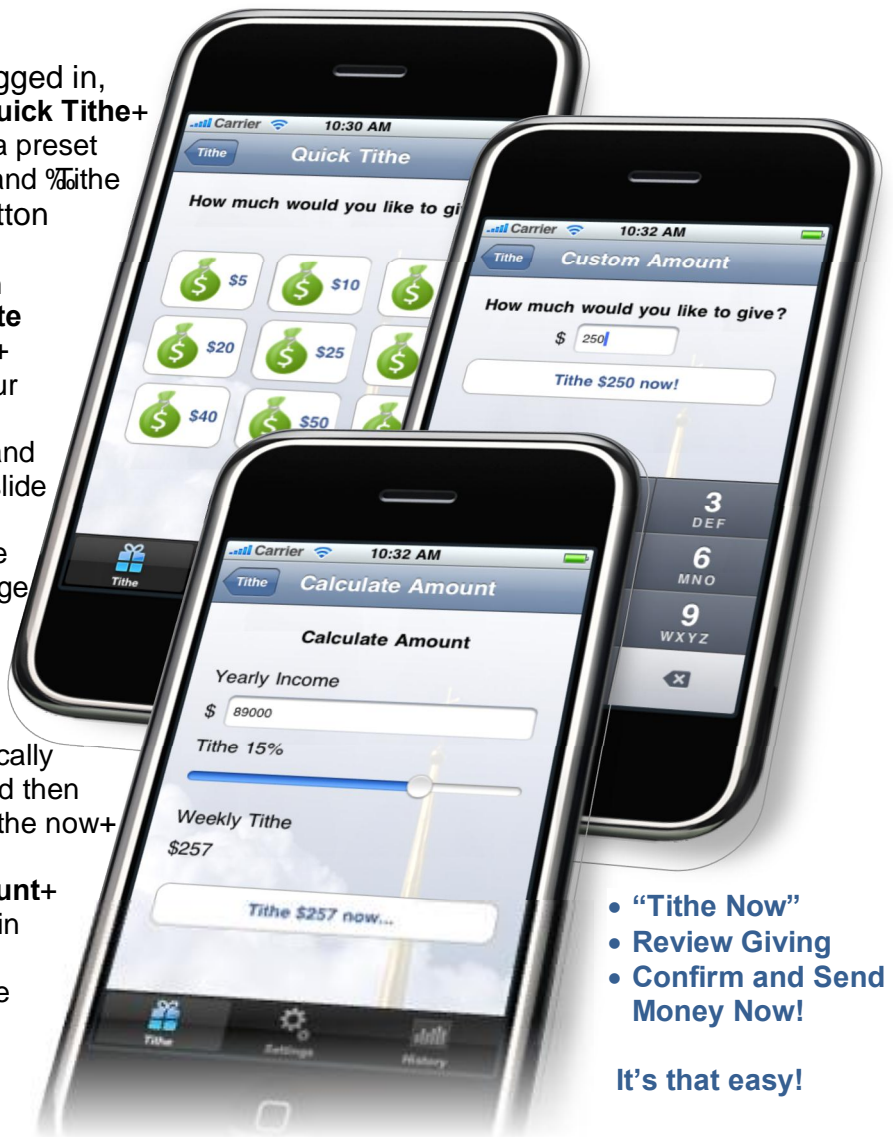 gged in,
uick Tithe+
a preset
and %Tithe
tton
te
+
ur
and
lide
e
ge
cally
d then
the now+
unt+
in
e
Carrier 10:30 AM
Tithe Quick Tithe
How much would you like to gi
$5 $10
$20 $25
$40 $50
Tithe
Carrier 10:32 AM
Tithe Custom Amount
How much would you like to give?
$ 250
Tithe $250 now!
3
DEF
6
MNO
9
WXYZ
Carrier 10:32 AM
Tithe Calculate Amount
Calculate Amount
Yearly Income
$ 89000
Tithe 15%
Weekly Tithe
$257
Tithe $257 now...
Tithe Settings History
• “Tithe Now”
• Review Giving
• Confirm and Send
Money Now!
It’s that easy!